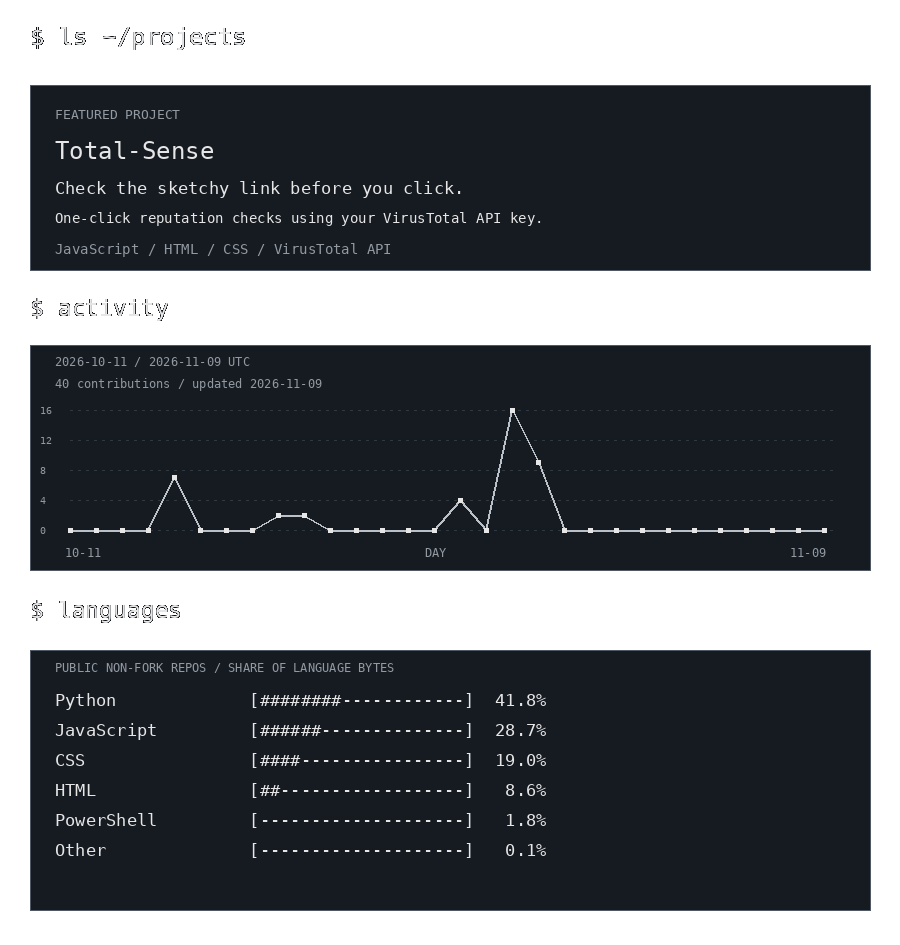 $ ls ~/projects
FEATURED PROJECT
Total-Sense
Check the sketchy link before you click.
One-click reputation checks using your VirusTotal API key.
JavaScript / HTML / CSS / VirusTotal API
$ activity
2026-10-11 / 2026-11-09 UTC
40 contributions / updated 2026-11-09
16
12
8
4
0
10-11 DAY 11-09
$ languages
PUBLIC NON-FORK REPOS / SHARE OF LANGUAGE BYTES
Python [########------------] 41.8%
JavaScript [######--------------] 28.7%
CSS [####----------------] 19.0%
HTML [##------------------] 8.6%
PowerShell [--------------------] 1.8%
Other [--------------------] 0.1%